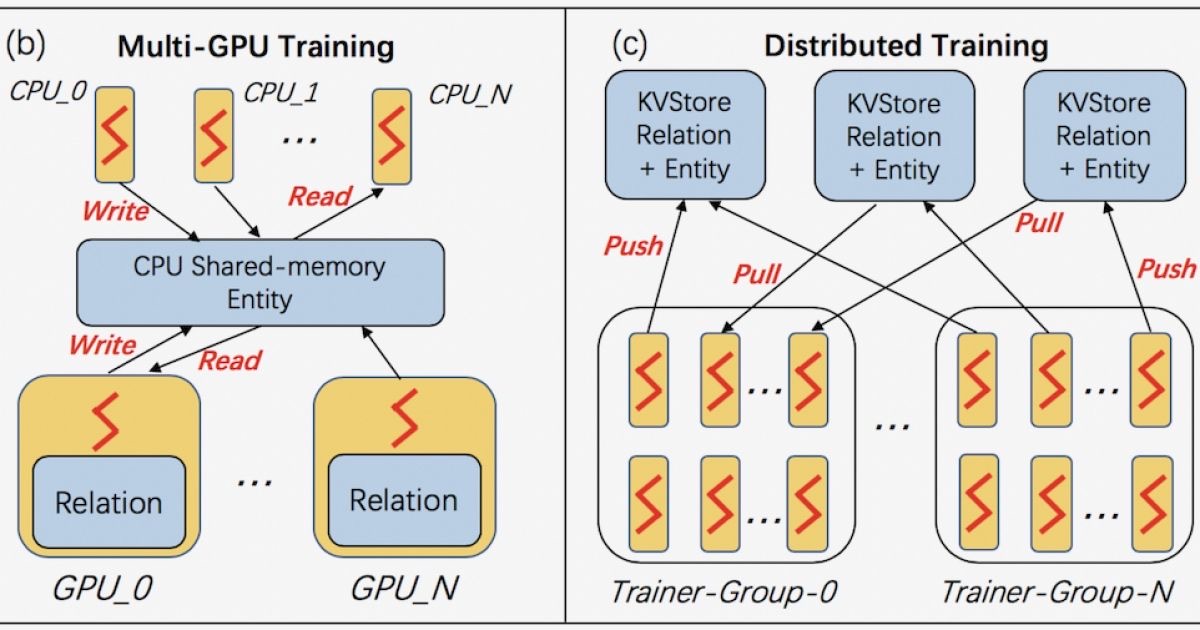 (b)
Multi-GPU Training
CPU_0
CPU_1
...
CPU_N
Write
Read
CPU Shared-memory
Entity
Write
Read
Relation
...
Relation
GPU_0
GPU_N
(c)
Distributed Training
KVStore
Relation
+ Entity
KVStore
Relation
+ Entity
KVStore
Relation
+ Entity
Push
Pull
Pull
Push
...
...
...
...
...
Trainer-Group-0
Trainer-Group-N